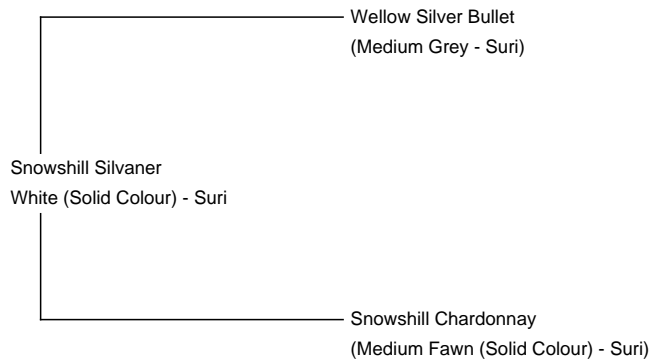 Wellow Silver Bullet
(Medium Grey - Suri)
Snowshill Silvaner
White (Solid Colour) - Suri
Snowshill Chardonnay
(Medium Fawn (Solid Colour) - Suri)